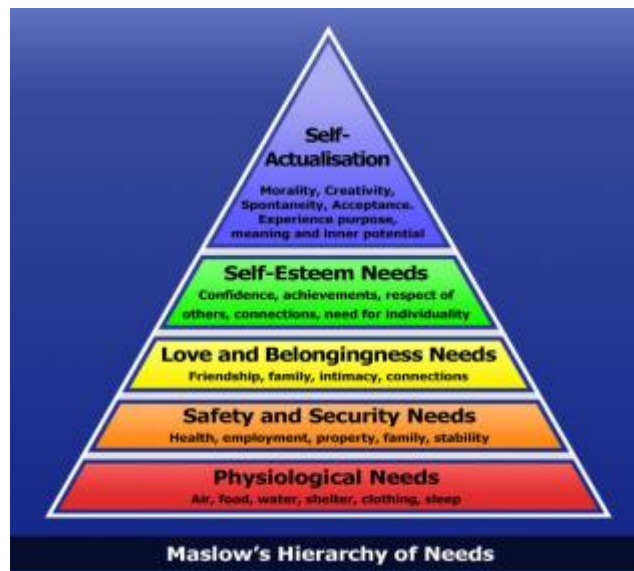 Self-
Actualisation
Morality, Creativity,
Spontaneity, Acceptance.
Experience purpose,
meaning and inner potential
Self-Esteem Needs
Confidence, achievements, respect of
others, connections, need for individuality
Love and Belongingness Needs
Friendship, family, intimacy, connections
Safety and Security Needs
Health, employment, property, family, stability
Physiological Needs
Air, food, water, shelter, clothing, sleep
Maslow's Hierarchy of Needs